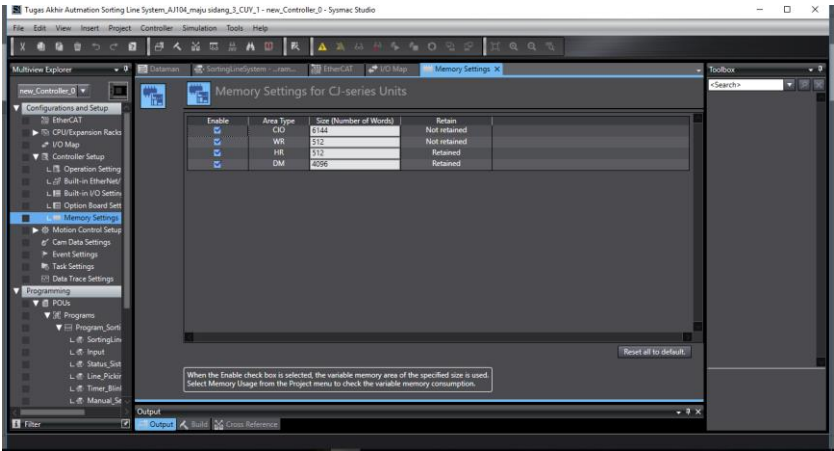 Tugas Akhir Autmation Sorting Line System_AJ104_maju sidang_3_CUY_1 - new_Controller_0 - Sysmac Studio
File Edit View Insert Project Controller Simulation Tools Help
Multiview Explorer
Dataman
SortingLineSystem - ...ram...
EtherCAT
I/O Map
Memory Settings
Toolbox
new_Controller_0
<Search>
Memory Settings for CJ-series Units
Configurations and Setup
EtherCAT
CPU/Expansion Racks
I/O Map
Controller Setup
Operation Setting
Built-in EtherNet/
Built-in I/O Settin
Option Board Sett
Memory Settings
Motion Control Setup
Cam Data Settings
Event Settings
Task Settings
Data Trace Settings
Programming
POUs
Programs
Program_Sorti
SortingLin
Input
Status_Sist
Line_Pickir
Timer_Blin
Manual_Se
Filter
Enable Area Type Size (Number of Words) Retain
CIO 6144 Not retained
WR 512 Not retained
HR 512 Retained
DM 4096 Retained
Reset all to default.
When the Enable check box is selected, the variable memory area of the specified size is used.
Select Memory Usage from the Project menu to check the variable memory consumption.
Output
Output Build Cross Reference